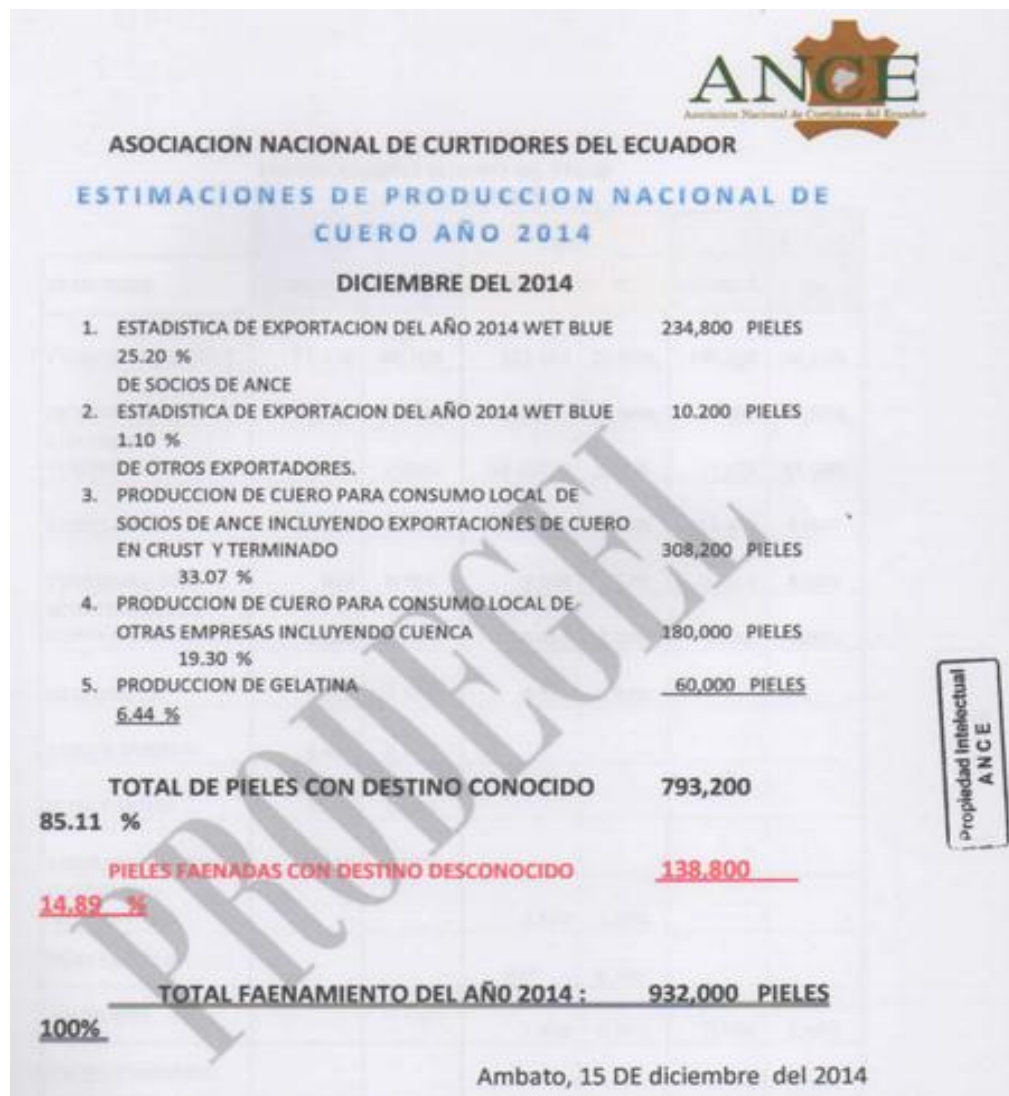 ANCE
Asociación Nacional de Curtidores del Ecuador
ASOCIACION NACIONAL DE CURTIDORES DEL ECUADOR
ESTIMACIONES DE PRODUCCION NACIONAL DE
CUERO AÑO 2014
DICIEMBRE DEL 2014
1. ESTADISTICA DE EXPORTACION DEL AÑO 2014 WET BLUE 234,800 PIELES
25.20 %
DE SOCIOS DE ANCE
2. ESTADISTICA DE EXPORTACION DEL AÑO 2014 WET BLUE 10.200 PIELES
1.10 %
DE OTROS EXPORTADORES.
3. PRODUCCION DE CUERO PARA CONSUMO LOCAL DE
SOCIOS DE ANCE INCLUYENDO EXPORTACIONES DE CUERO
EN CRUST Y TERMINADO 308,200 PIELES
33.07 %
4. PRODUCCION DE CUERO PARA CONSUMO LOCAL DE
OTRAS EMPRESAS INCLUYENDO CUENCA 180,000 PIELES
19.30 %
5. PRODUCCION DE GELATINA 60,000 PIELES
6.44 %
TOTAL DE PIELES CON DESTINO CONOCIDO 793,200
85.11 %
PIELES FAENADAS CON DESTINO DESCONOCIDO 138,800
14.89 %
TOTAL FAENAMIENTO DEL AÑ0 2014 : 932,000 PIELES
100%
Ambato, 15 DE diciembre del 2014
PRODEGEL
Propiedad Intelectual
ANCE